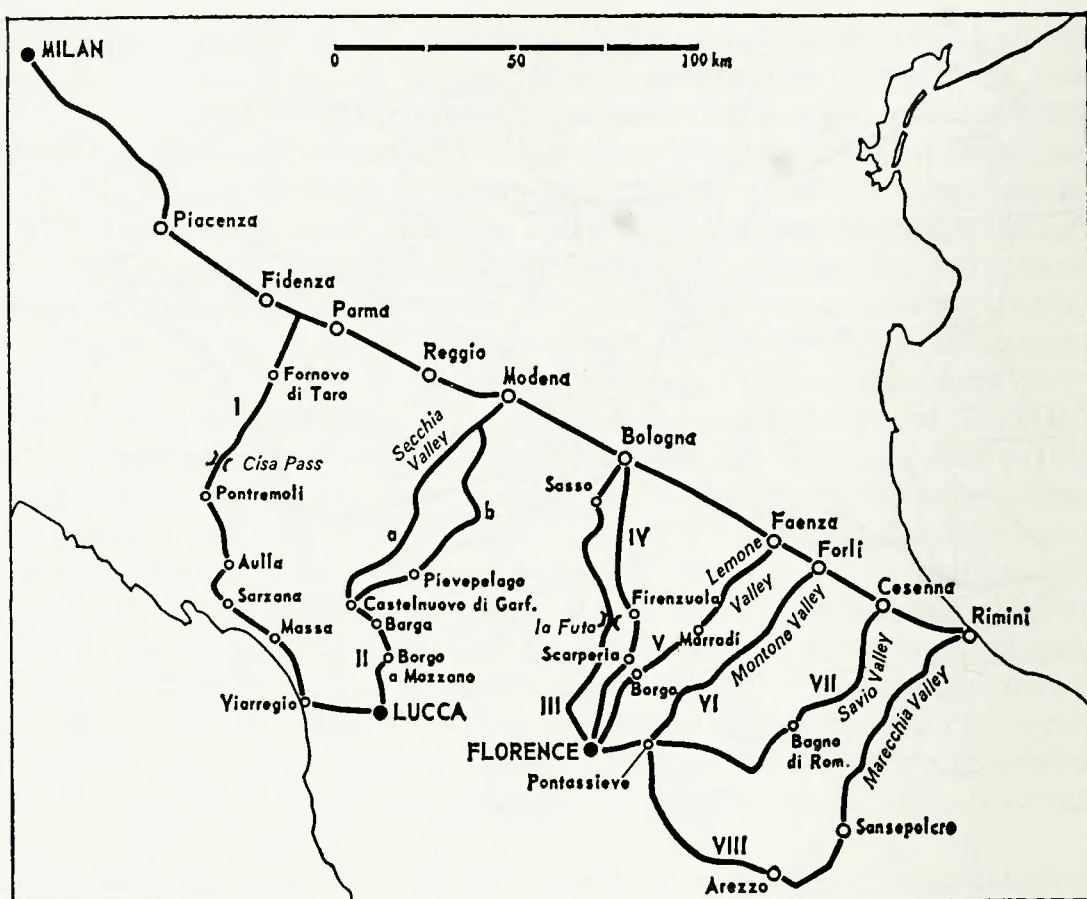 MILAN
0 50 100 km
Piacenza
Fidenza
Parma
Reggio
Modena
Fornovo
di Taro
I
Secchia
Valley
Bologna
Cisa Pass
Sasso
Pontremoli
b
Faenza
IV
a
Lemone
Forli
Aulla
Pievepelago
Valley
Cesenna
Sarzana
Castelnuovo di Garf.
Firenzuola
Rimini
Barga
la Futa
V
Marradi
Montone Valley
Massa
II
Borgo
a Mozzano
Scarperia
Borgo
VI
VII
Savio Valley
Viarregio
LUCCA
III
Marecchia Valley
FLORENCE
Bagno
di Rom.
Pontassieve
Sansepolcro
VIII
Arezzo